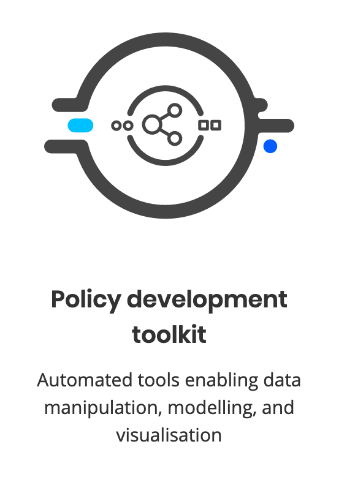 Policy development
toolkit
Automated tools enabling data
manipulation, modelling, and
visualisation